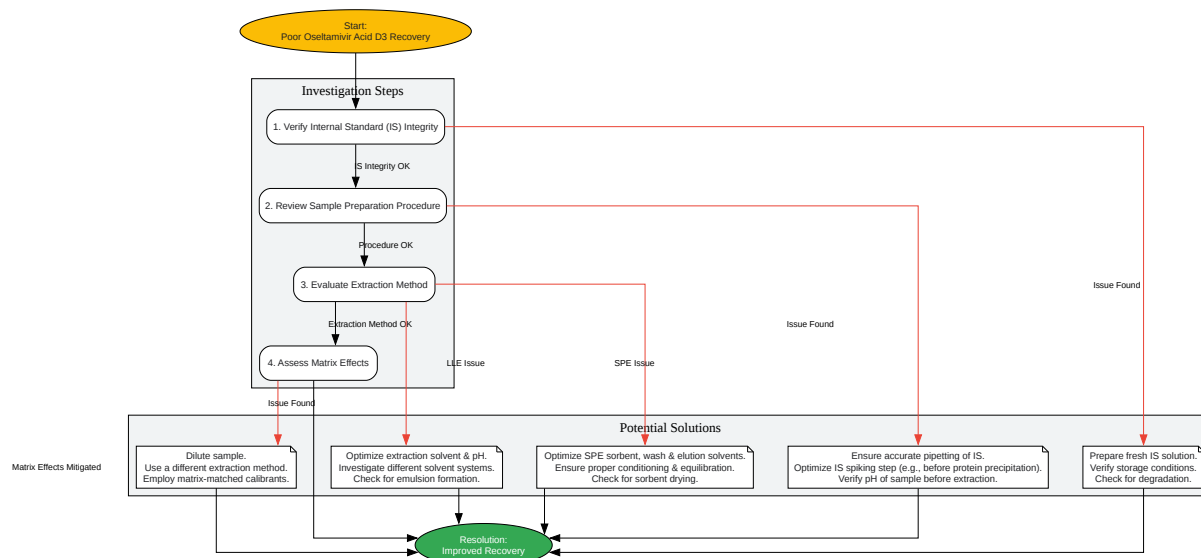 Start:
Poor Oseltamivir Acid D3 Recovery
Investigation Steps
1. Verify Internal Standard (IS) Integrity
IS Integrity OK
2. Review Sample Preparation Procedure
Procedure OK
3. Evaluate Extraction Method
Issue Found
Extraction Method OK
Issue Found
4. Assess Matrix Effects
LLE Issue
SPE Issue
Issue Found
Potential Solutions
Matrix Effects Mitigated
Dilute sample.
Use a different extraction method.
Employ matrix-matched calibrants.
Optimize extraction solvent & pH.
Investigate different solvent systems.
Check for emulsion formation.
Optimize SPE sorbent, wash & elution solvents.
Ensure proper conditioning & equilibration.
Check for sorbent drying.
Ensure accurate pipetting of IS.
Optimize IS spiking step (e.g., before protein precipitation).
Verify pH of sample before extraction.
Prepare fresh IS solution.
Verify storage conditions.
Check for degradation.
Resolution:
Improved Recovery